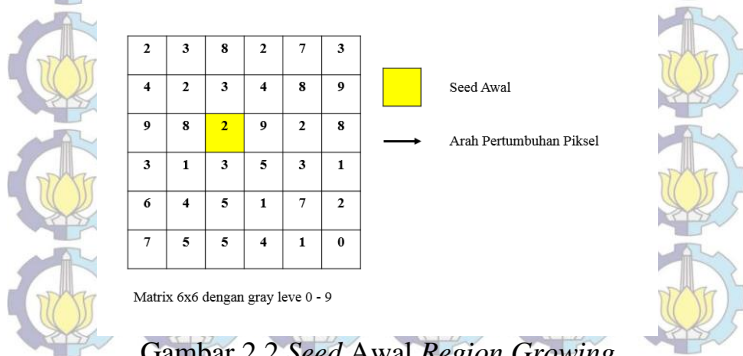 2 3 8 2 7 3
4 2 3 4 8 9
9 8 2 9 2 8
3 1 3 5 3 1
6 4 5 1 7 2
7 5 5 4 1 0
Seed Awal
Arah Pertumbuhan Piksel
Matrix 6x6 dengan gray leve 0 - 9
Gambar 2.2 Seed Awal Region Growing